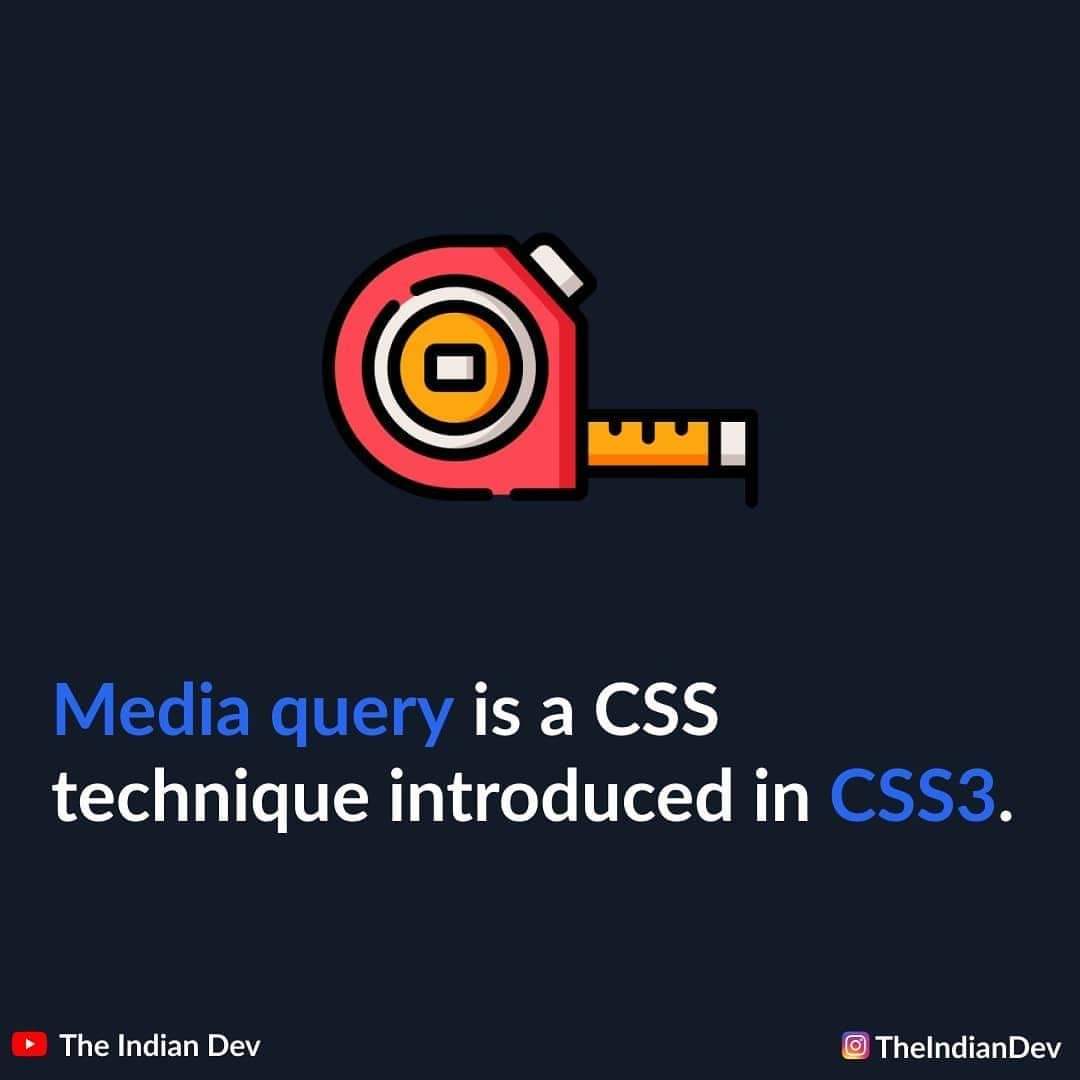 Media query is a CSS
technique introduced in CSS3.
The Indian Dev
TheIndianDev